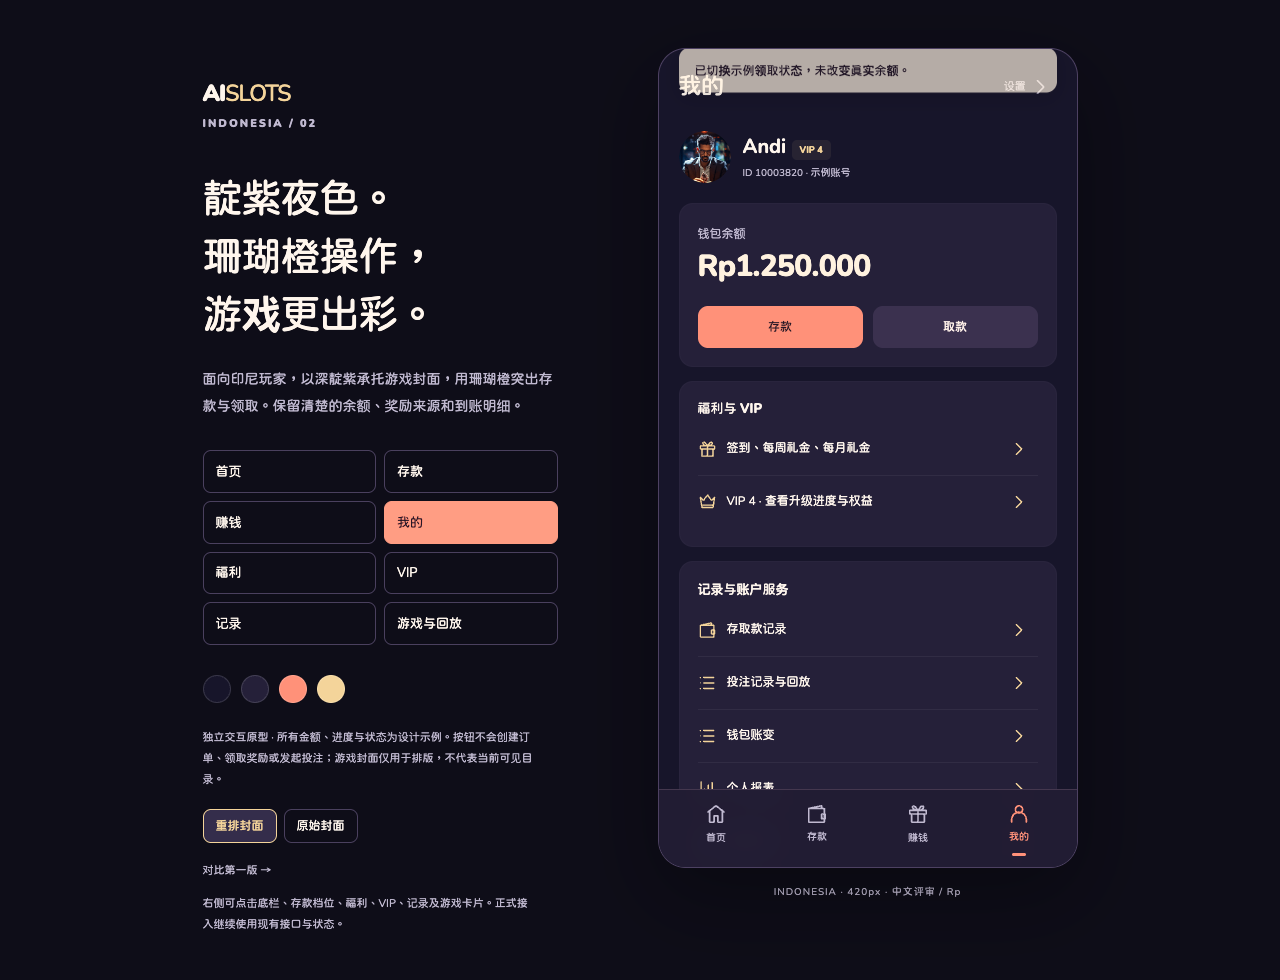 AISLOTS
INDONESIA / 02
靛紫夜色。
珊瑚橙操作，
游戏更出彩。
面向印尼玩家，以深靛紫承托游戏封面，用珊瑚橙突出存
款与领取。保留清楚的余额、奖励来源和到账明细。
首页
存款
赚钱
我的
福利
VIP
记录
游戏与回放
独立交互原型 · 所有金额、进度与状态为设计示例。按钮不会创建订
单、领取奖励或发起投注；游戏封面仅用于排版，不代表当前可见目
录。
重排封面
原始封面
对比第一版 →
右侧可点击底栏、存款档位、福利、VIP、记录及游戏卡片。正式接
入继续使用现有接口与状态。
已切换示例领取状态，未改变真实余额。
我的
设置
Andi
VIP 4
ID 10003820 · 示例账号
钱包余额
Rp1.250.000
存款
取款
福利与 VIP
签到、每周礼金、每月礼金
VIP 4 · 查看升级进度与权益
记录与账户服务
存取款记录
投注记录与回放
钱包账变
个人报表
首页
存款
赚钱
我的
INDONESIA · 420px · 中文评审 / Rp